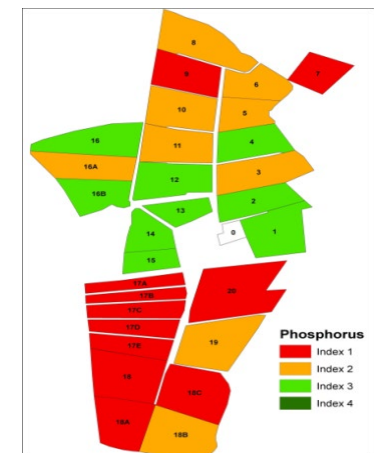 8
9
7
6
10
5
4
16
11
16A
3
12
16B
2
13
14
0
1
15
17A
20
17B
17C
Phosphorus
17D
Index 1
19
17E
Index 2
18
Index 3
18C
Index 4
18A
18B